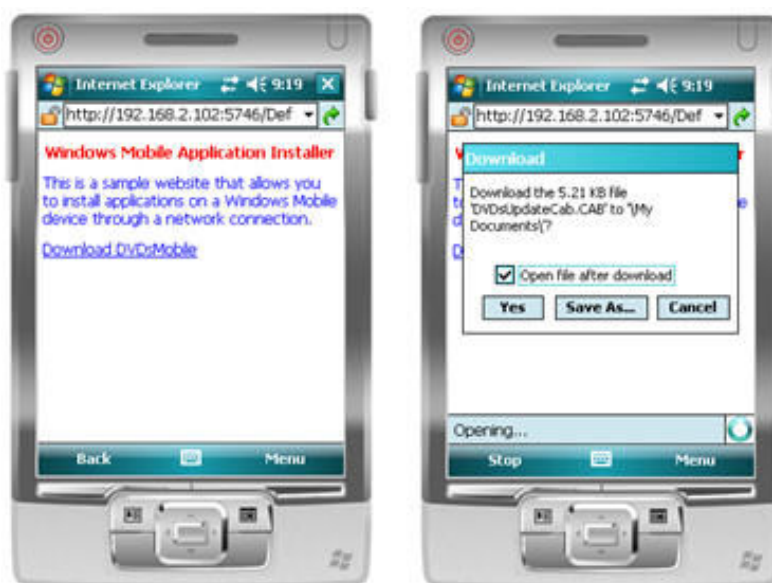 Internet Explorer 9:19
http://192.168.2.102:5746/Def
Windows Mobile Application Installer
This is a sample website that allows you
to install applications on a Windows Mobile
device through a network connection.
Download DVDsMobile
Back Menu
Internet Explorer 9:19
http://192.168.2.102:5746/Def
Download
Download the 5.21 KB file
'DVDsUpdateCab.CAB' to '\My
Documents\'?
Open file after download
Yes Save As... Cancel
Opening...
Stop Menu